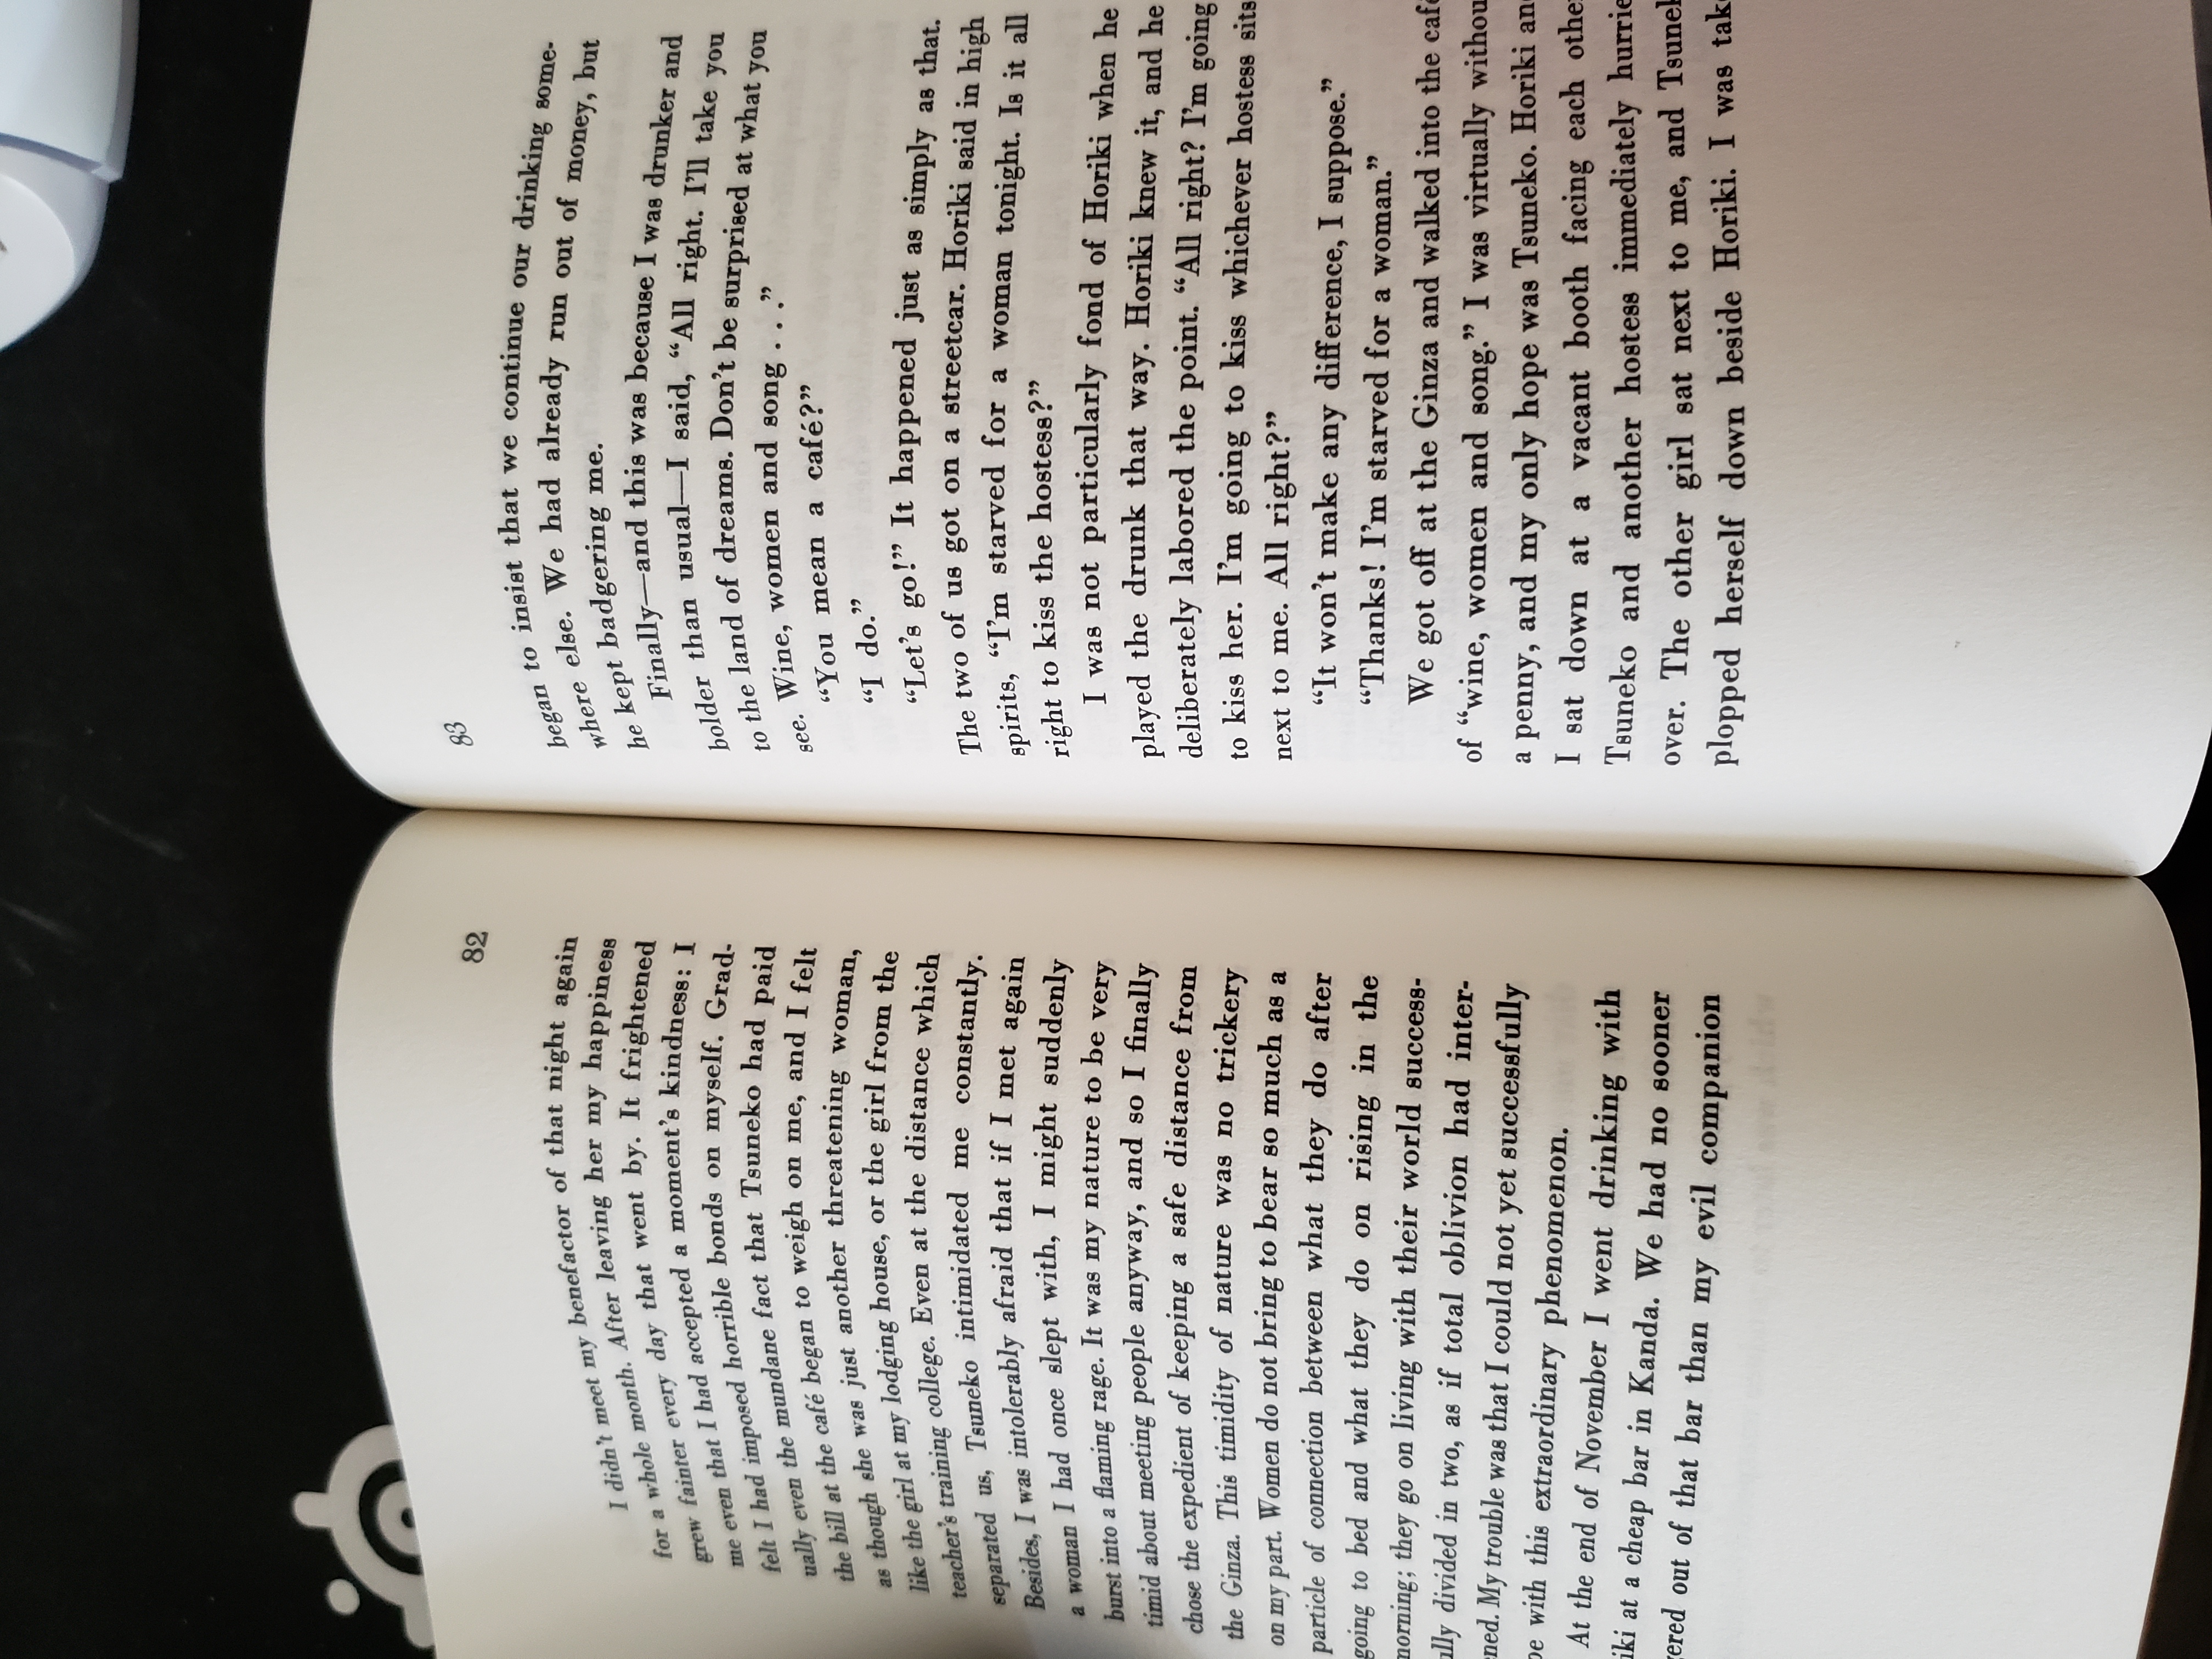 82
I didn't meet my benefactor of that night again
for a whole month. After leaving her my happiness
grew fainter every day that went by. It frightened
me even that I had accepted a moment's kindness: I
felt I had imposed horrible bonds on myself. Grad-
ually even the mundane fact that Tsuneko had paid
the bill at the café began to weigh on me, and I felt
as though she was just another threatening woman,
like the girl at my lodging house, or the girl from the
teacher's training college. Even at the distance which
separated us, Tsuneko intimidated me constantly.
Besides, I was intolerably afraid that if I met again
a woman I had once slept with, I might suddenly
burst into a flaming rage. It was my nature to be very
timid about meeting people anyway, and so I finally
chose the expedient of keeping a safe distance from
the Ginza. This timidity of nature was no trickery
on my part. Women do not bring to bear so much as a
particle of connection between what they do after
going to bed and what they do on rising in the
morning; they go on living with their world success-
ully divided in two, as if total oblivion had inter-
ned. My trouble was that I could not yet successfully
pe with this extraordinary phenomenon.
At the end of November I went drinking with
iki at a cheap bar in Kanda. We had no sooner
gered out of that bar than my evil companion
83
began to insist that we continue our drinking some-
where else. We had already run out of money, but
he kept badgering me.
Finally—and this was because I was drunker and
bolder than usual—I said, “All right. I'll take you
to the land of dreams. Don't be surprised at what you
see. Wine, women and song . . .”
“You mean a café?”
“I do.”
“Let's go!” It happened just as simply as that.
The two of us got on a streetcar. Horiki said in high
spirits, “I'm starved for a woman tonight. Is it all
right to kiss the hostess?”
I was not particularly fond of Horiki when he
played the drunk that way. Horiki knew it, and he
deliberately labored the point. “All right? I'm going
to kiss her. I'm going to kiss whichever hostess sits
next to me. All right?”
“It won't make any difference, I suppose.”
“Thanks! I'm starved for a woman.”
We got off at the Ginza and walked into the café
of “wine, women and song.” I was virtually withou
a penny, and my only hope was Tsuneko. Horiki an
I sat down at a vacant booth facing each other
Tsuneko and another hostess immediately hurrie
over. The other girl sat next to me, and Tsunek
plopped herself down beside Horiki. I was take